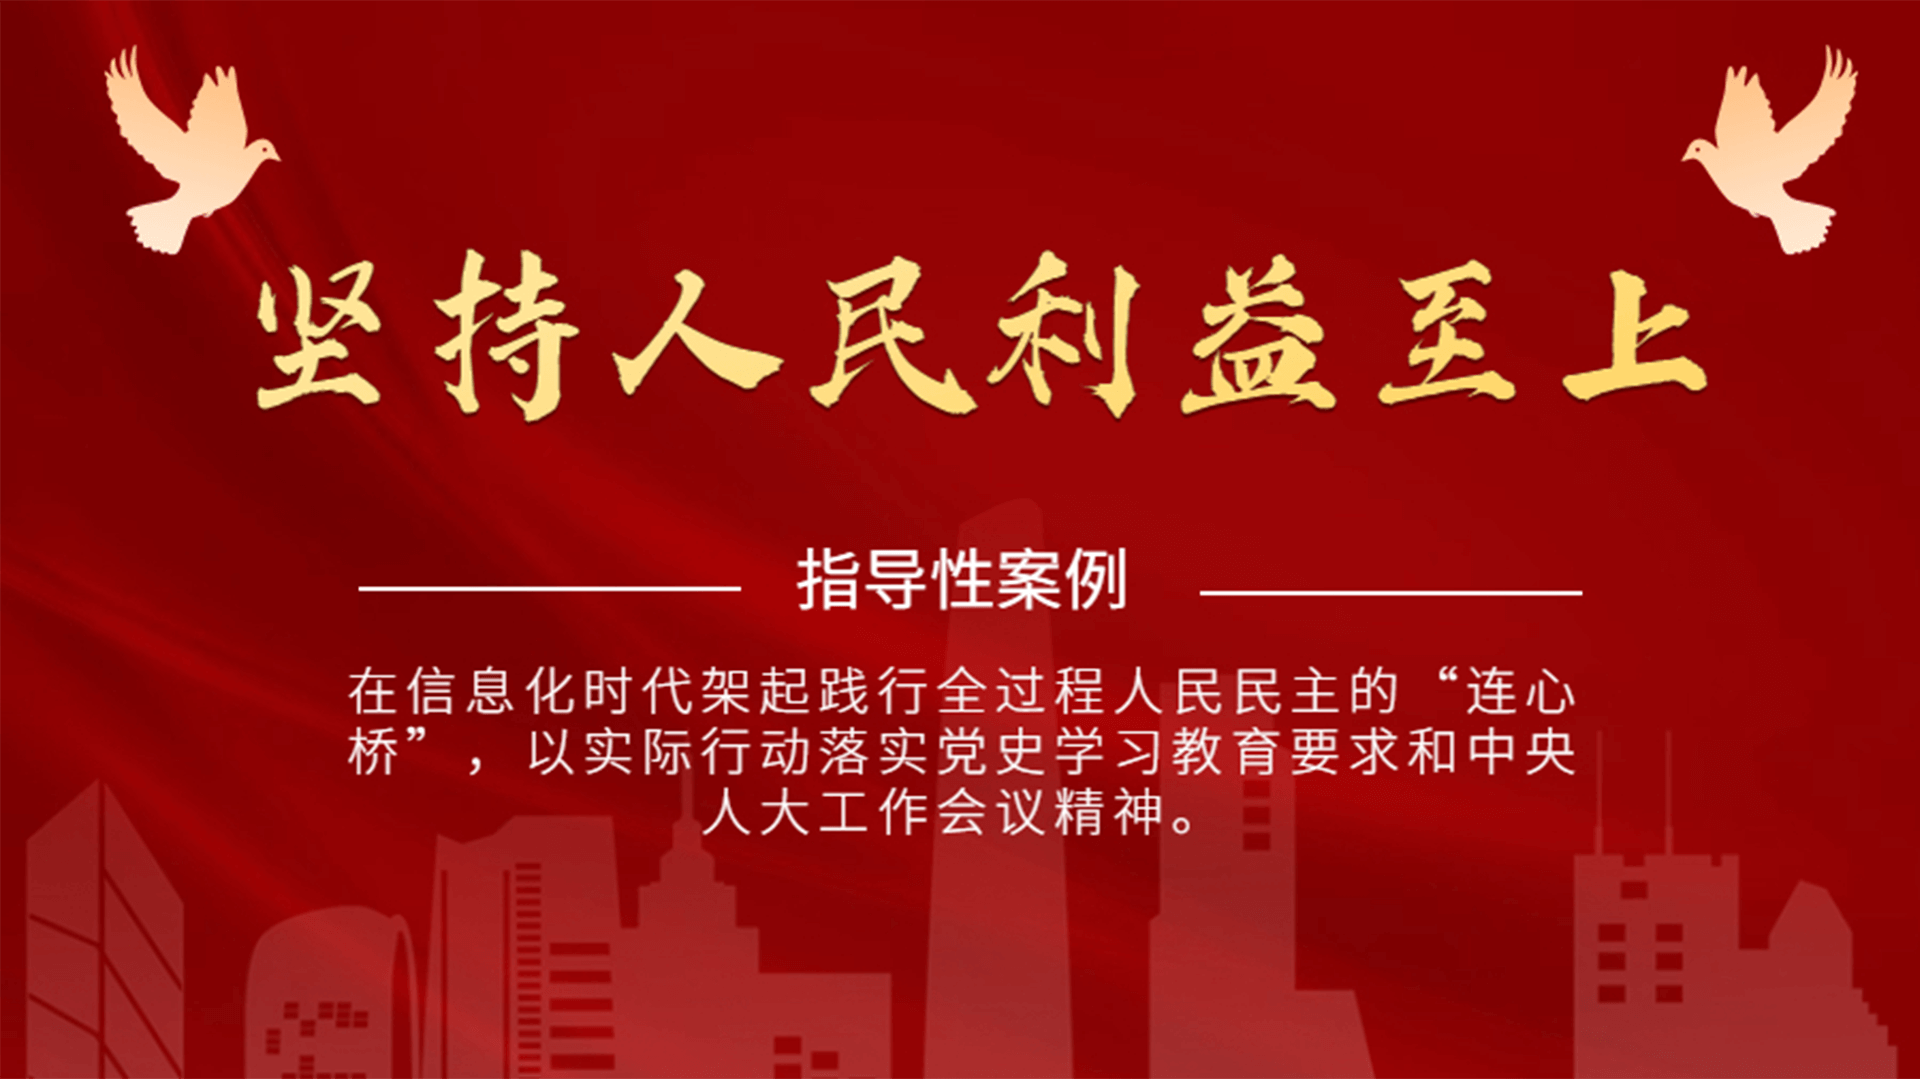 坚持人民利益至上
指导性案例
在信息化时代架起践行全过程人民民主的“连心
桥”，以实际行动落实党史学习教育要求和中央
人大工作会议精神。